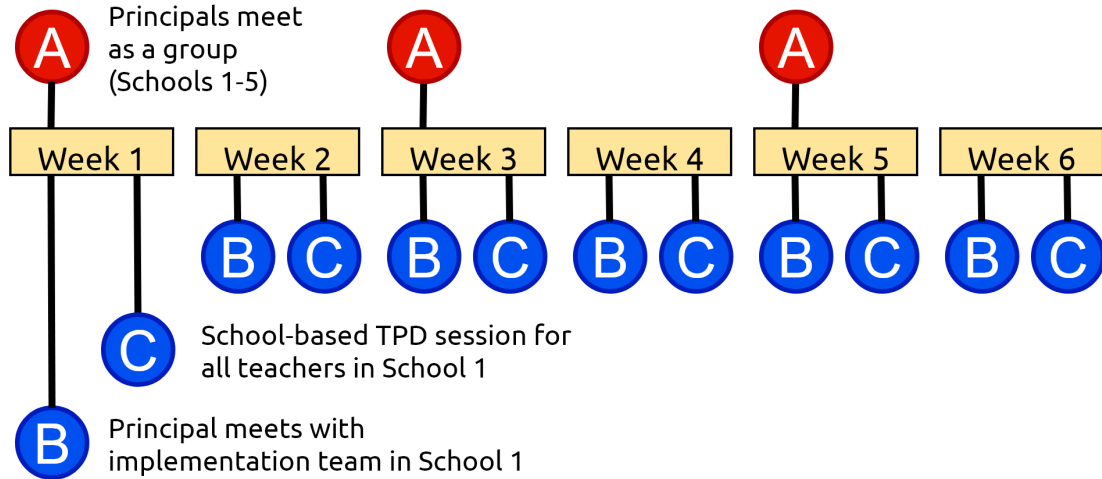 A
Principals meet
as a group
(Schools 1-5)
A
A
Week 1
Week 2
Week 3
Week 4
Week 5
Week 6
B
C
B
C
B
C
B
C
B
C
C
School-based TPD session for
all teachers in School 1
B
Principal meets with
implementation team in School 1